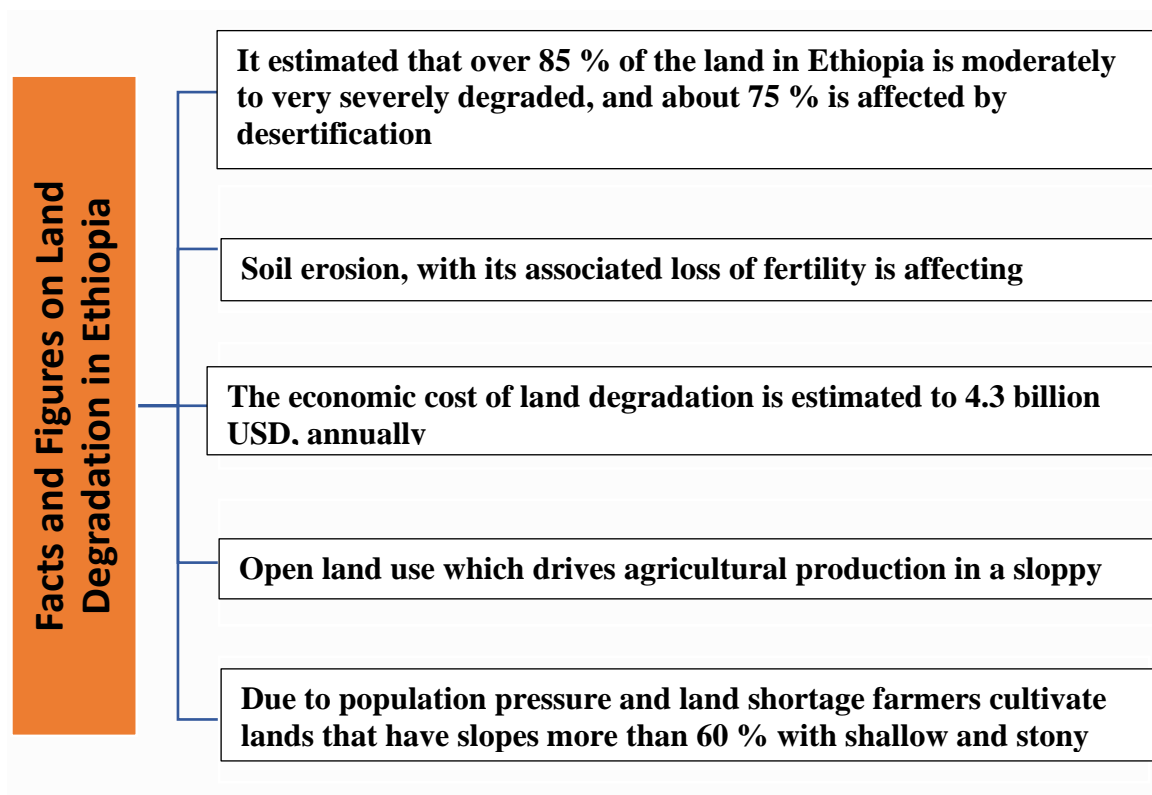 Facts and Figures on Land
Degradation in Ethiopia
It estimated that over 85 % of the land in Ethiopia is moderately
to very severely degraded, and about 75 % is affected by
desertification
Soil erosion, with its associated loss of fertility is affecting
The economic cost of land degradation is estimated to 4.3 billion
USD, annually
Open land use which drives agricultural production in a sloppy
Due to population pressure and land shortage farmers cultivate
lands that have slopes more than 60 % with shallow and stony